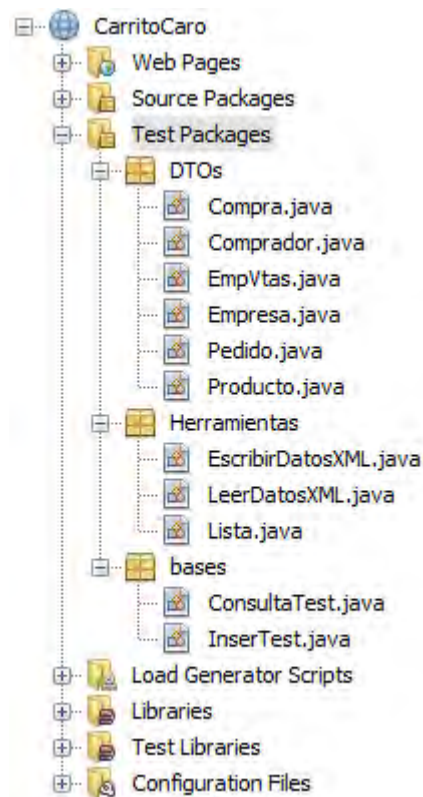 CarritoCaro
Web Pages
Source Packages
Test Packages
DTOs
Compra.java
Comprador.java
EmpVtas.java
Empresa.java
Pedido.java
Producto.java
Herramientas
EscribirDatosXML.java
LeerDatosXML.java
Lista.java
bases
ConsultaTest.java
InserTest.java
Load Generator Scripts
Libraries
Test Libraries
Configuration Files